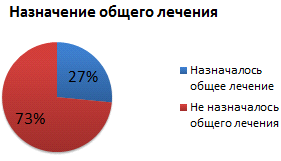 Назначение общего лечения
27%
73%
Назначалось
общее лечение
Не назначалось
общего лечения